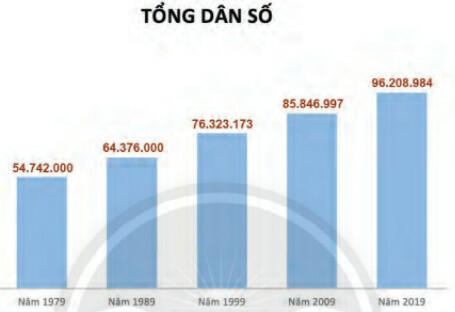 TỔNG DÂN SỐ
96.208.984
85.846.997
76.323.173
64.376.000
54.742.000
Năm 1979 Năm 1989 Năm 1999 Năm 2009 Năm 2019